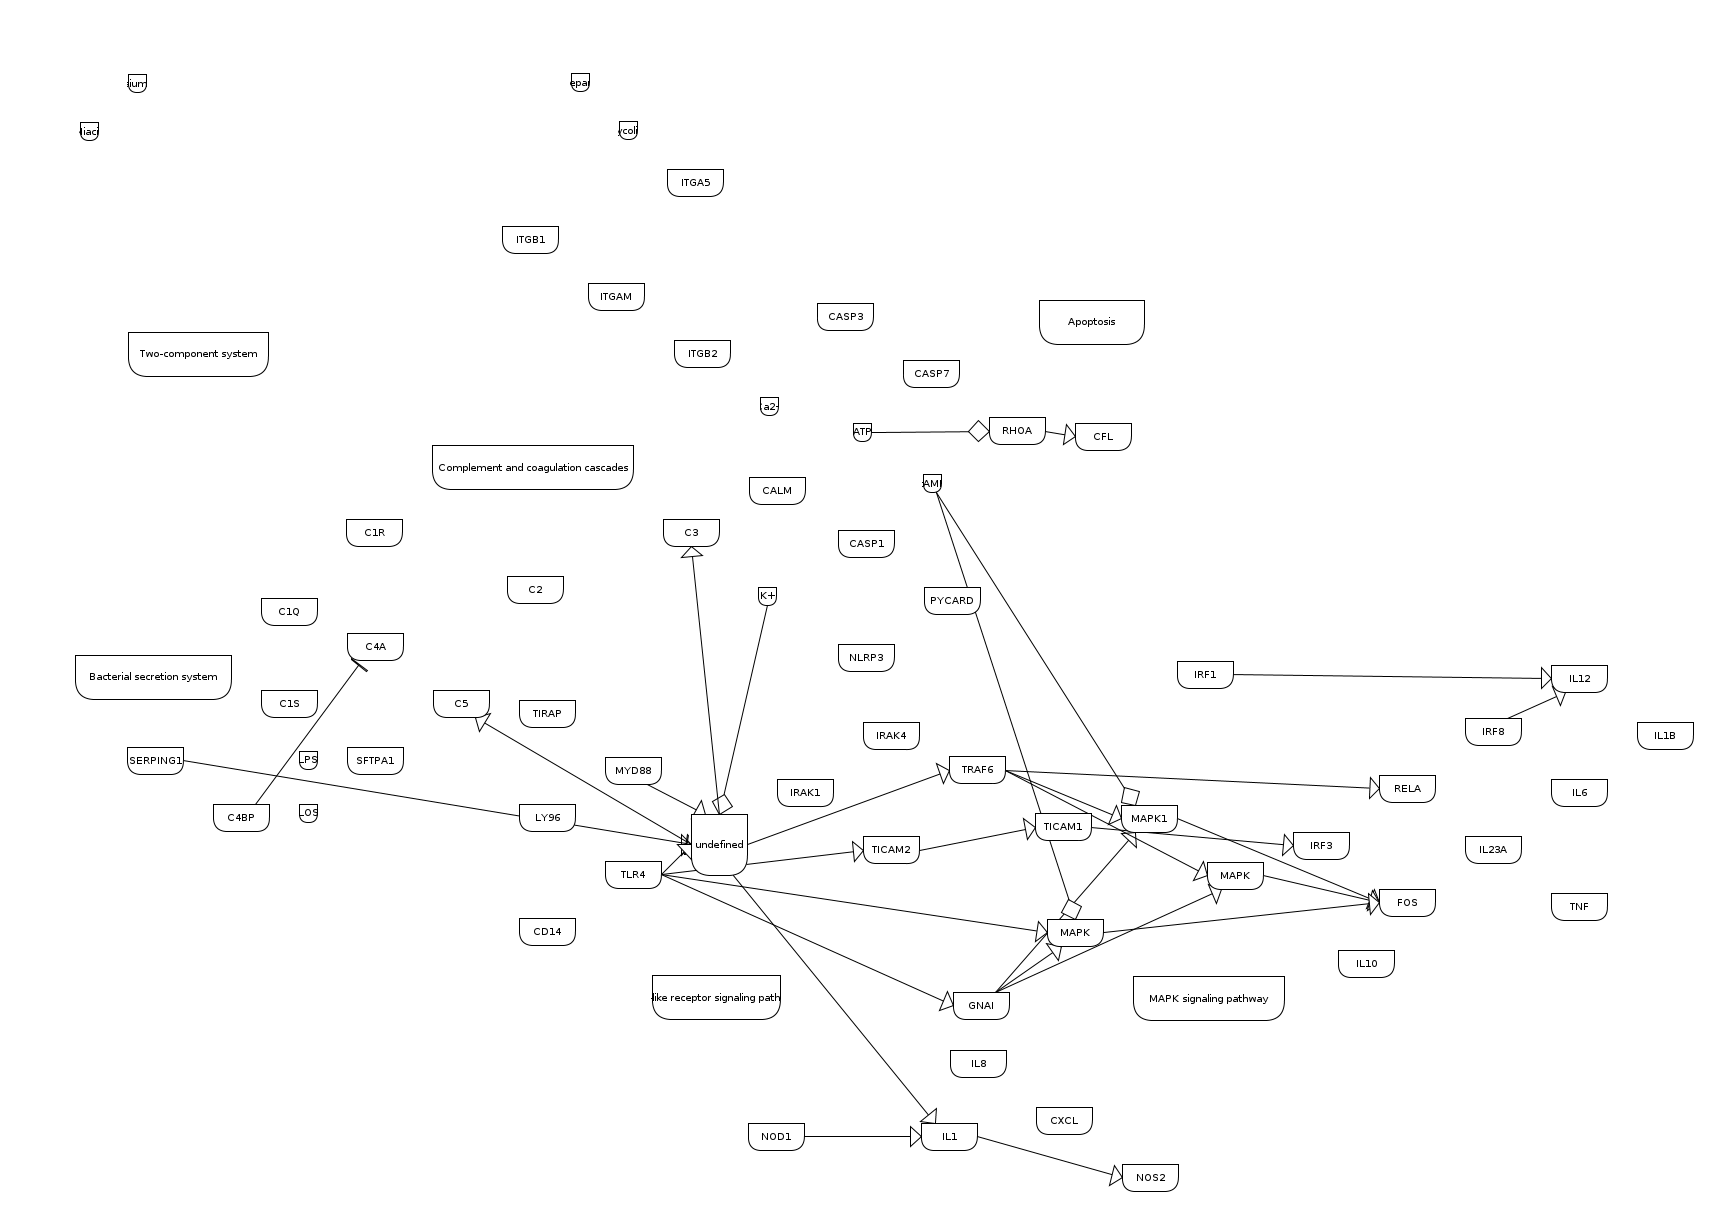 ium
epar
liaci
ycoli
ITGA5
ITGB1
ITGAM
CASP3
Apoptosis
Two-component system
ITGB2
CASP7
a2+
ATP
RHOA
CFL
Complement and coagulation cascades
AMP
CALM
C1R
C3
CASP1
C2
K+
PYCARD
C1Q
C4A
NLRP3
Bacterial secretion system
IRF1
IL12
C1S
C5
TIRAP
IRF8
IRAK4
IL1B
SERPING1
LPS
SFTPA1
MYD88
TRAF6
RELA
IRAK1
IL6
C4BP
LOS
LY96
MAPK1
TICAM1
undefined
TICAM2
IRF3
IL23A
TLR4
MAPK
FOS
TNF
CD14
MAPK
IL10
like receptor signaling path
MAPK signaling pathway
GNAI
IL8
CXCL
NOD1
IL1
NOS2